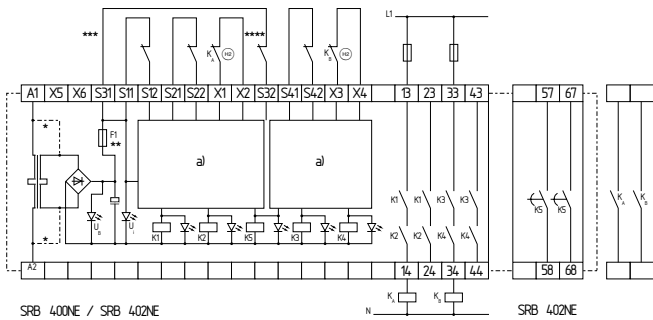 L1
*** **** K_A H2 K_B H2
A1 X5 X6 S31 S11 S12 S21 S22 X1 X2 S32 S41 S42 X3 X4 13 23 33 43 57 67
* F1 **
a) a)
K1 K1 K3 K3 K5 K5 K_A K_B
U_B U_i K1 K2 K5 K3 K4 K2 K2 K4 K4
*
A2 14 24 34 44 58 68
K_A K_B
SRB 400NE / SRB 402NE N SRB 402NE